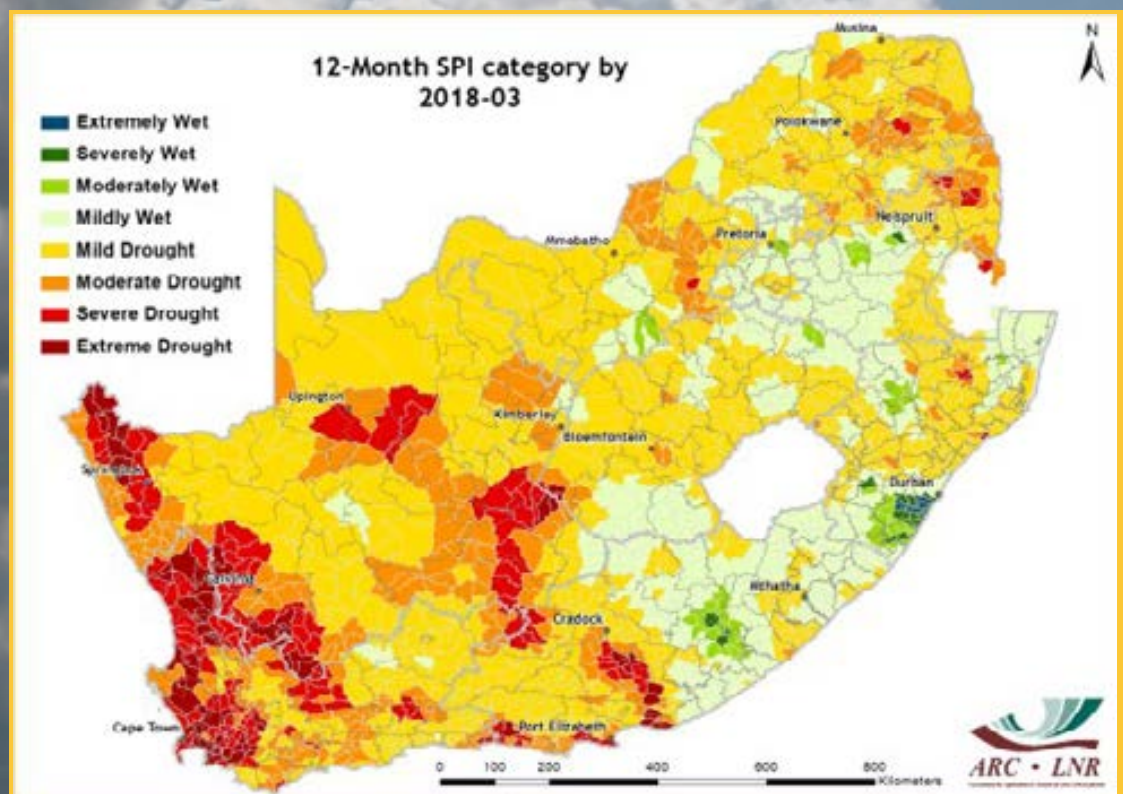 12-Month SPI category by
2018-03
N
Extremely Wet
Severely Wet
Moderately Wet
Mildly Wet
Mild Drought
Moderate Drought
Severe Drought
Extreme Drought
Musina
Polokwane
Nelspruit
Pretoria
Mmabatho
Upington
Kimberley
Bloemfontein
Springbok
Durban
Calvinia
Mthatha
Cradock
Cape Town
Port Elizabeth
0 100 200 400 600 800
Kilometers
ARC • LNR